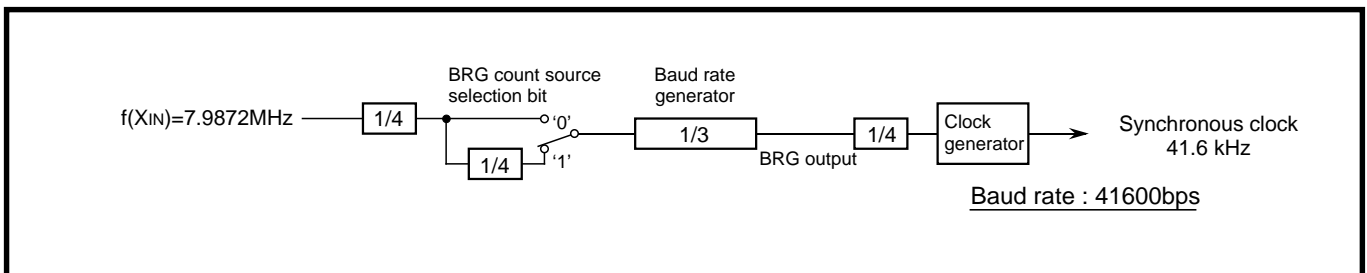 BRG count source
selection bit
Baud rate
generator
f(XIN)=7.9872MHz
1/4
‘0’
1/4
‘1’
1/3
BRG output
1/4
Clock
generator
Synchronous clock
41.6 kHz
Baud rate : 41600bps